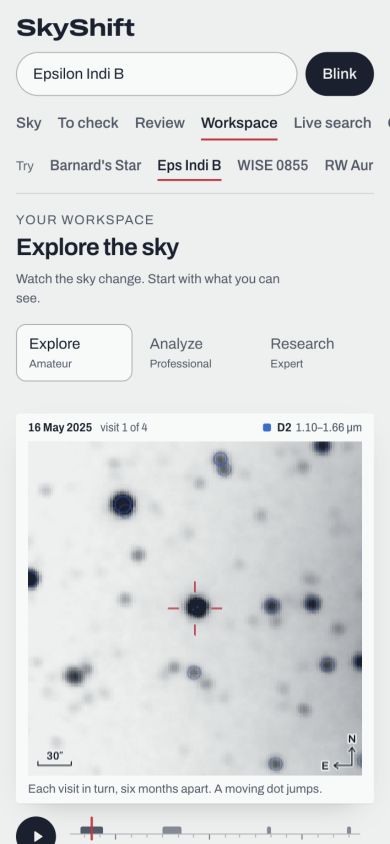 SkyShift
Epsilon Indi B
Blink
Sky To check Review Workspace Live search
Try Barnard's Star Eps Indi B WISE 0855 RW Aur
YOUR WORKSPACE
Explore the sky
Watch the sky change. Start with what you can
see.
Explore Analyze Research
Amateur Professional Expert
16 May 2025 visit 1 of 4 D2 1.10–1.66 μm
N
30″ E
Each visit in turn, six months apart. A moving dot jumps.